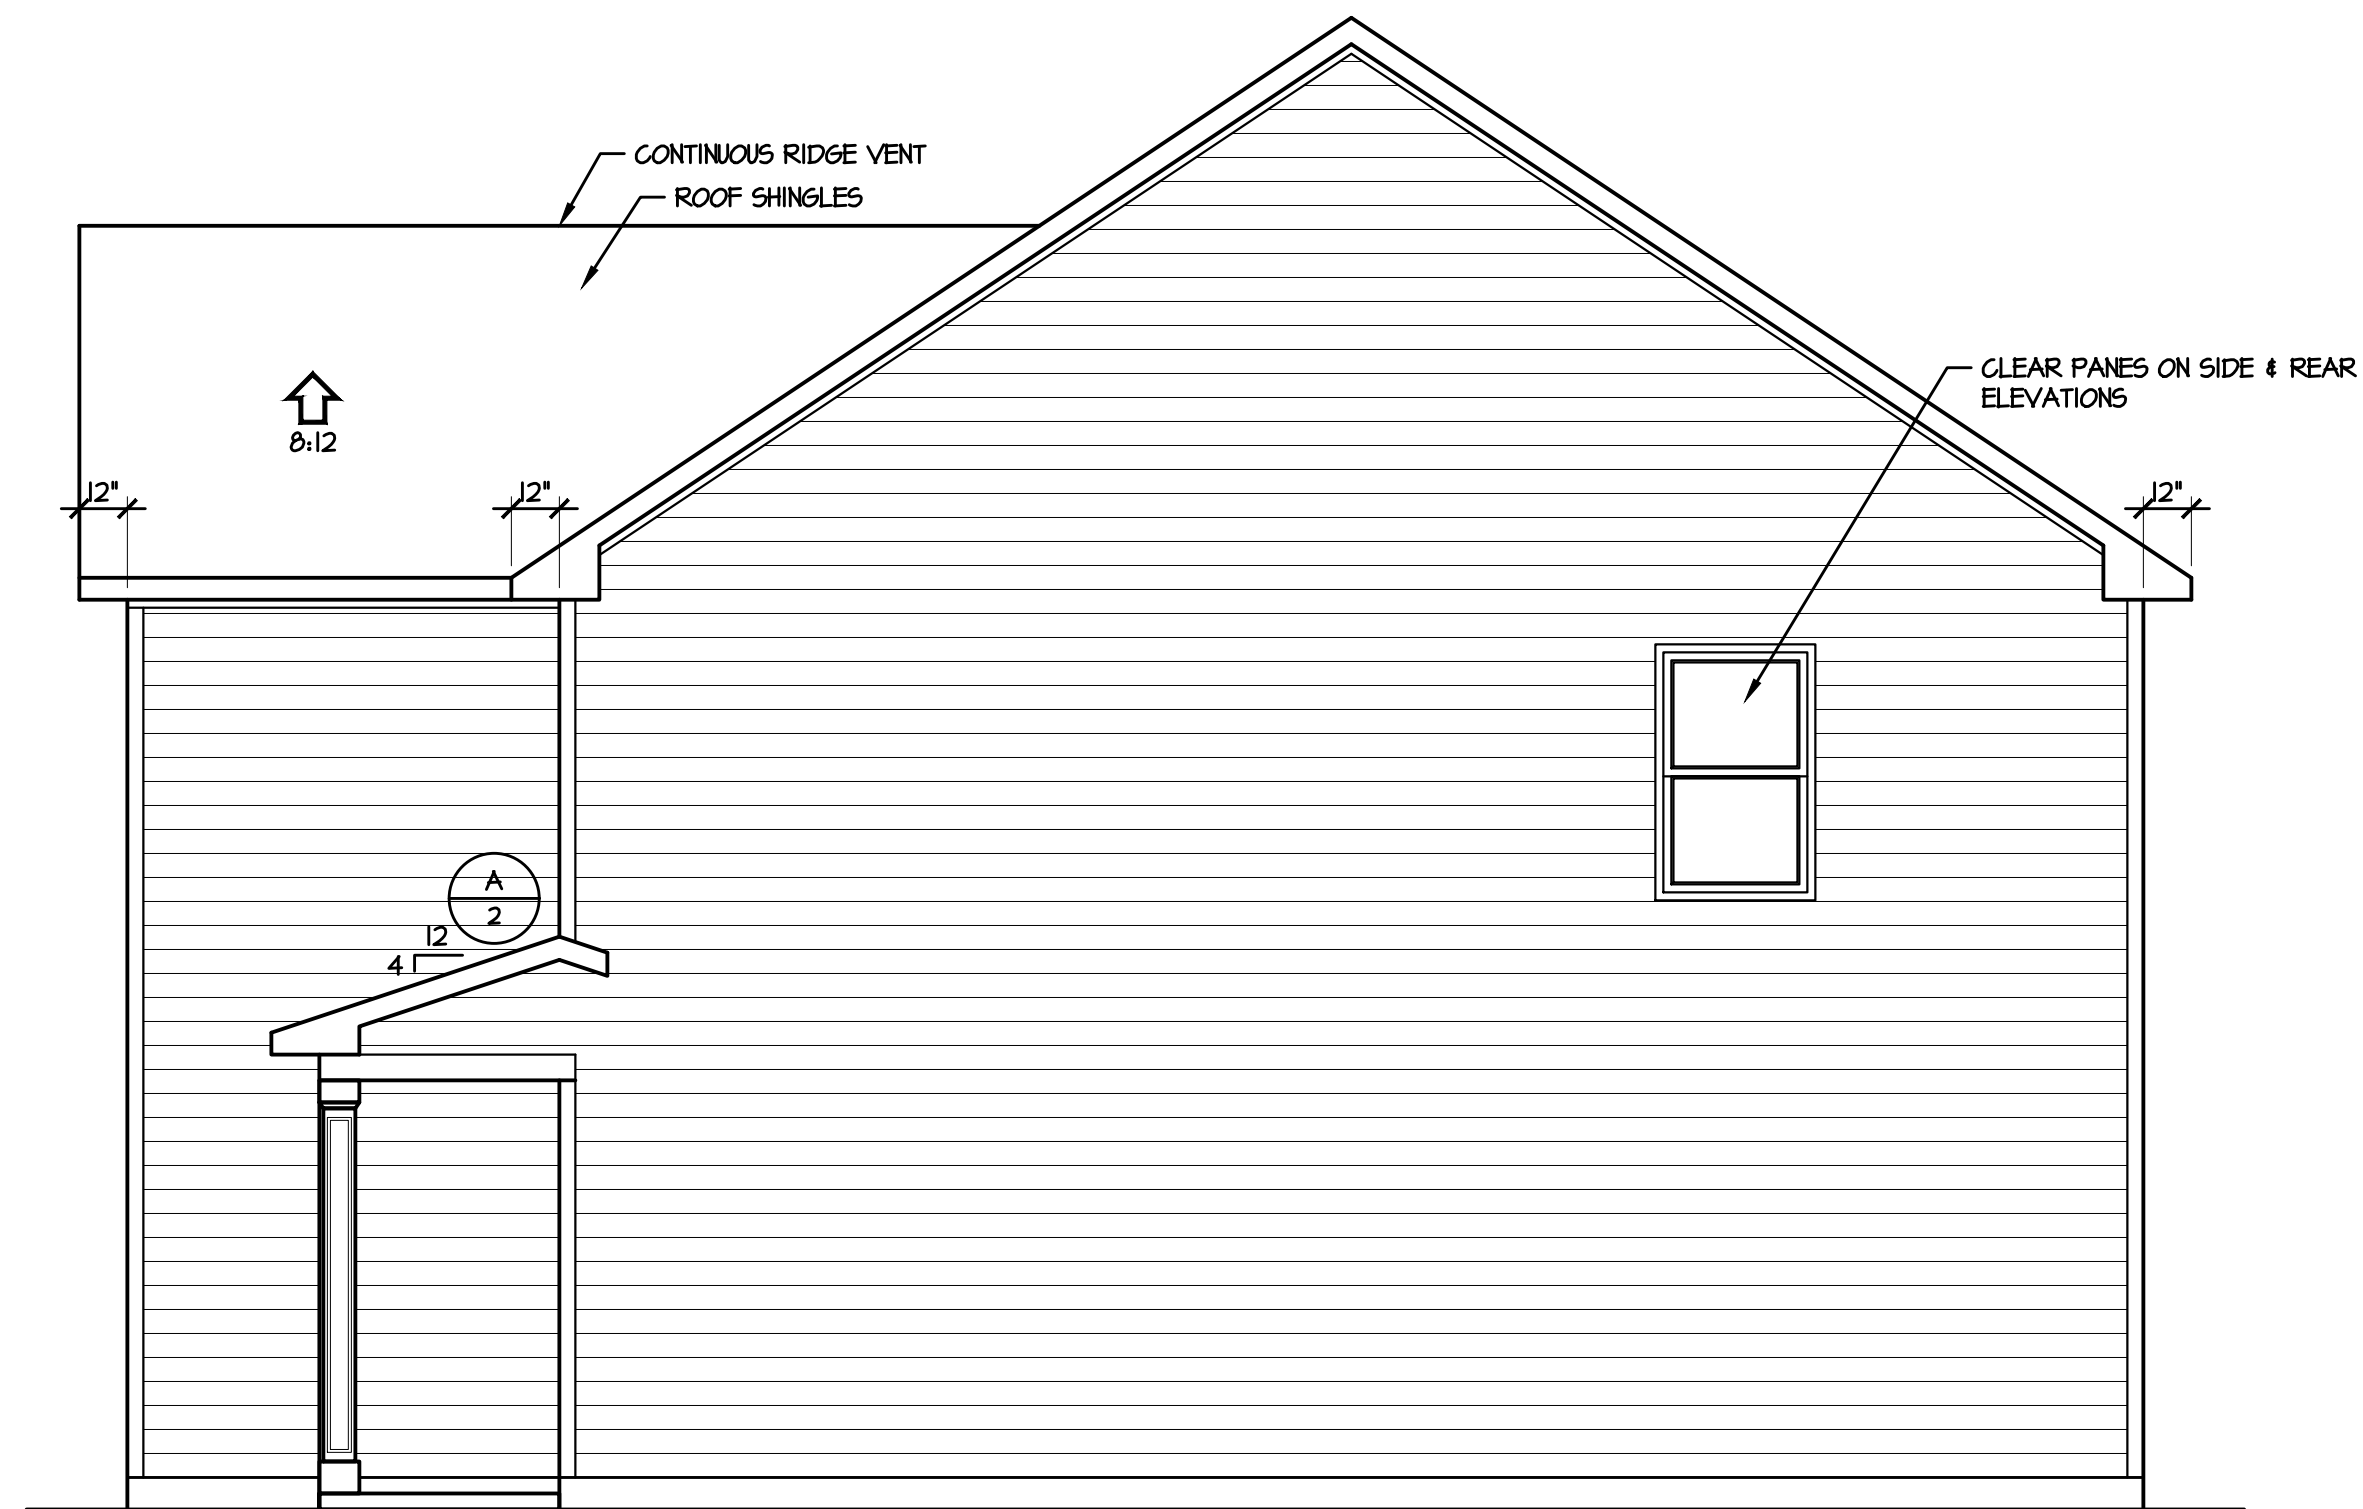 CONTINUOUS RIDGE VENT
ROOF SHINGLES
CLEAR PANES ON SIDE & REAR
ELEVATIONS
8:12
12"
12"
12"
A
2
12
4